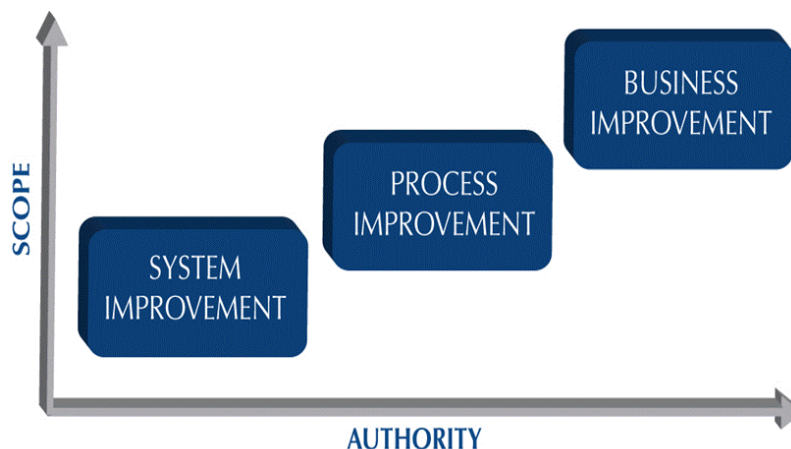 BUSINESS
IMPROVEMENT
PROCESS
IMPROVEMENT
SYSTEM
IMPROVEMENT
SCOPE
AUTHORITY